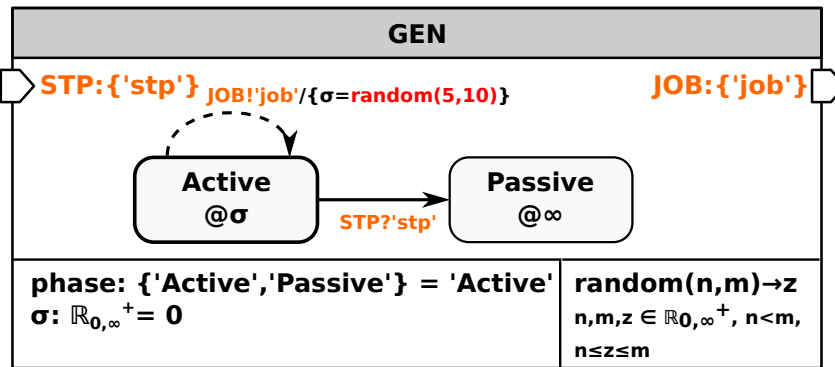 GEN
STP:{'stp'}
JOB!'job'/{σ=random(5,10)}
JOB:{'job'}
Active
@σ
Passive
@∞
STP?'stp'
phase: {'Active','Passive'} = 'Active'
σ: ℝ₀,∞⁺= 0
random(n,m)→z
n,m,z ∈ ℝ₀,∞⁺, n<m,
n≤z≤m